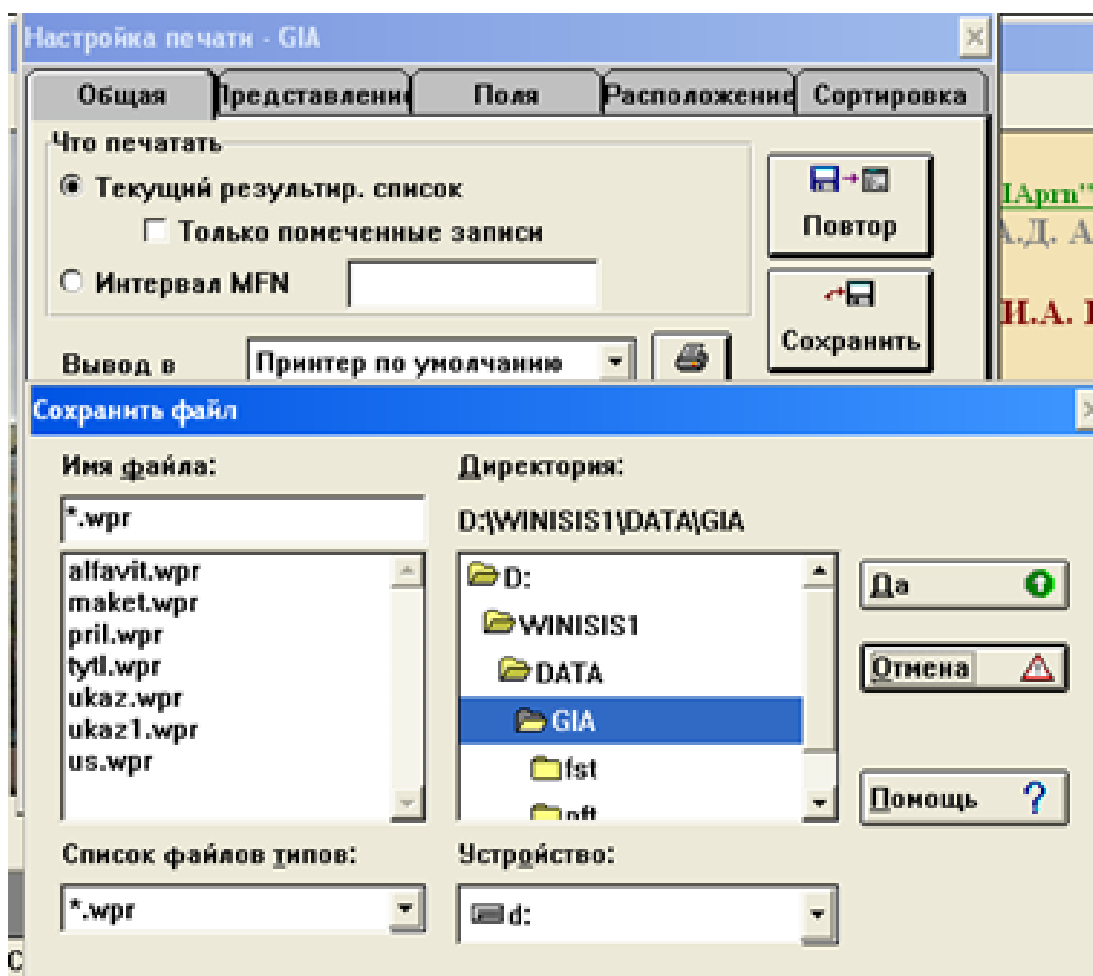 Настройка печати - GIA
Общая
Представлени
Поля
Расположение
Сортировка
Что печатать
Текущий результир. список
Только помеченные записи
Интервал MFN
Повтор
Сохранить
Вывод в
Принтер по умолчанию
IAprn"
А.Д. А
И.А.
Сохранить файл
Имя файла:
*.wpr
alfavit.wpr
maket.wpr
pril.wpr
tytl.wpr
ukaz.wpr
ukaz1.wpr
us.wpr
Список файлов типов:
*.wpr
Директория:
D:\WINISIS1\DATA\GIA
D:
WINISIS1
DATA
GIA
fst
Устройство:
d:
Да
Отмена
Помощь